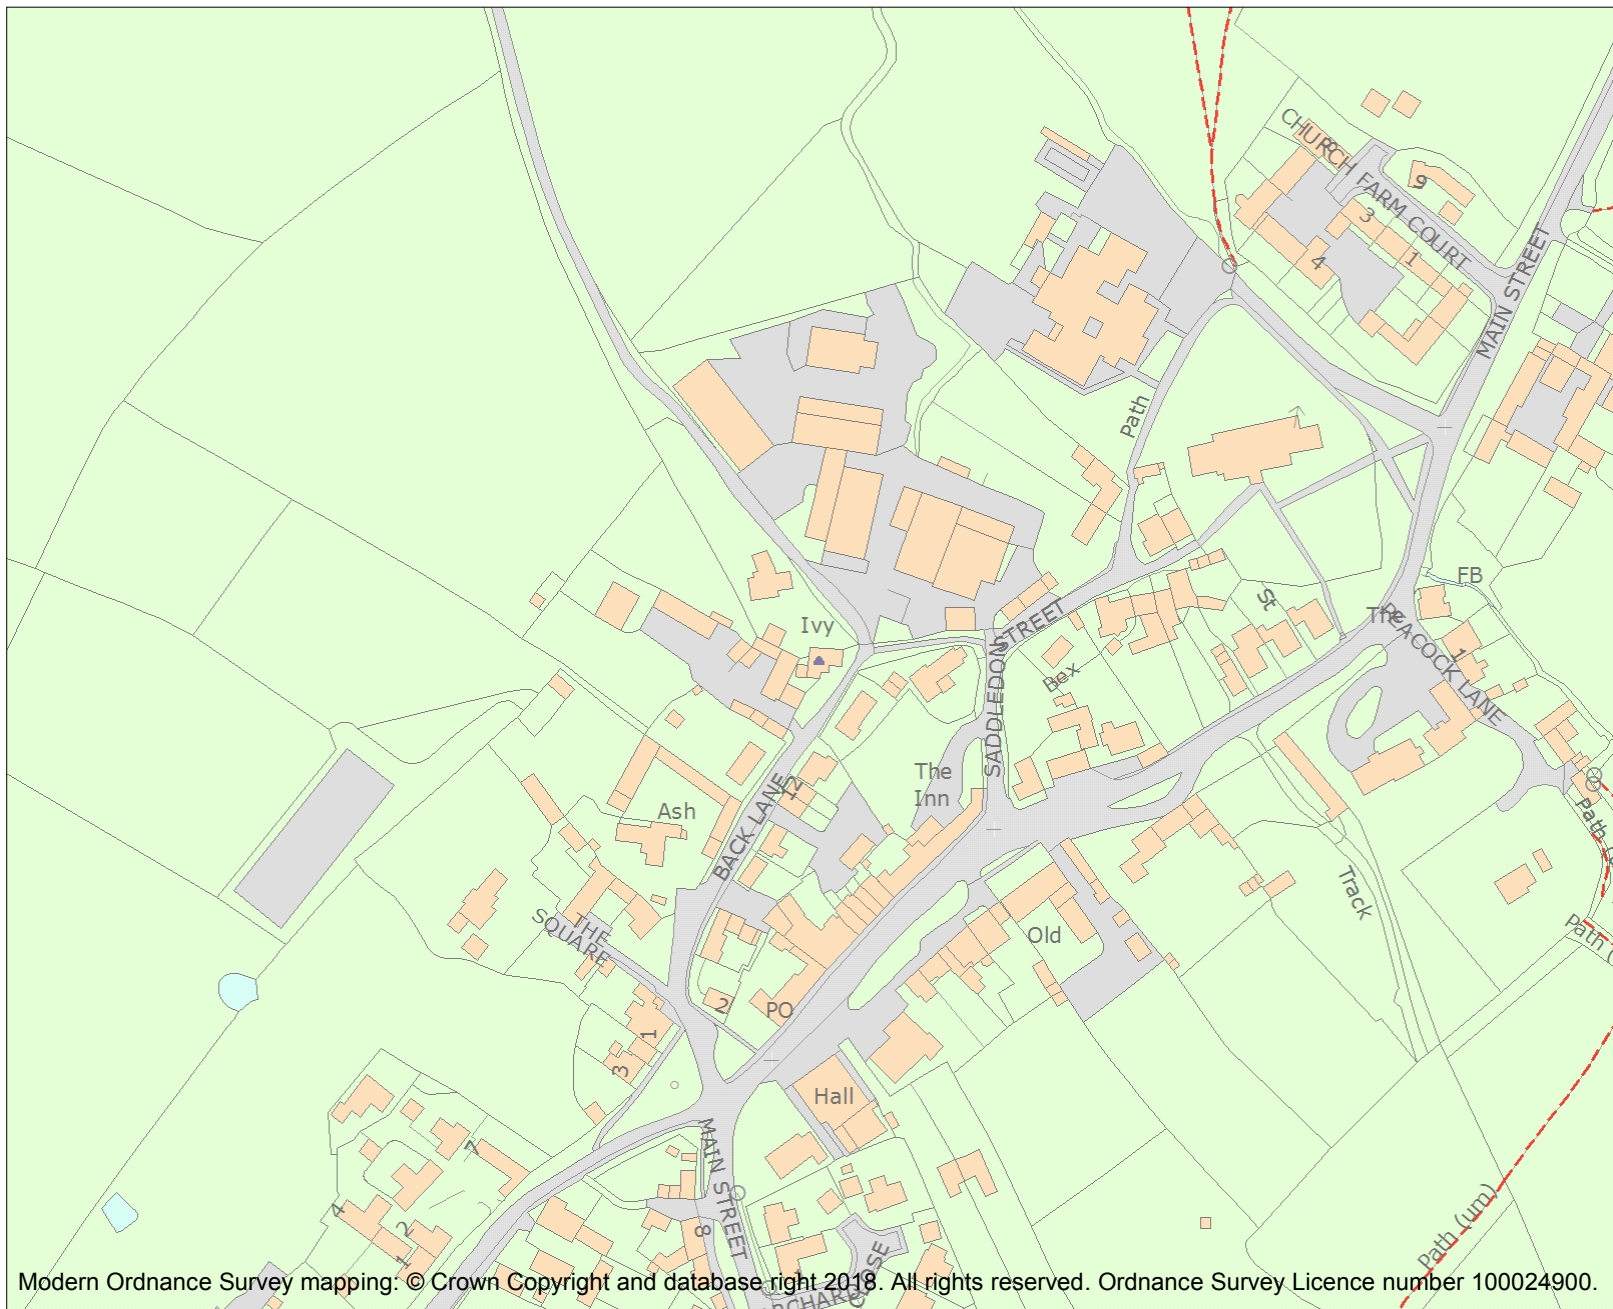 CHURCH FARM COURT
8
9
3
1
4
MAIN STREET
Path
FB
St
The
PEACOCK LANE
1
Ivy
SADDLEDON STREET
Bex
The
Inn
12
Ash
BACK LANE
THE
SQUARE
Old
Track
Path
Path
2
PO
1
3
Hall
7
MAIN STREET
4
2
1
8
Path (um)
CLOSE
Modern Ordnance Survey mapping: © Crown Copyright and database right 2018. All rights reserved. Ordnance Survey Licence number 100024900.